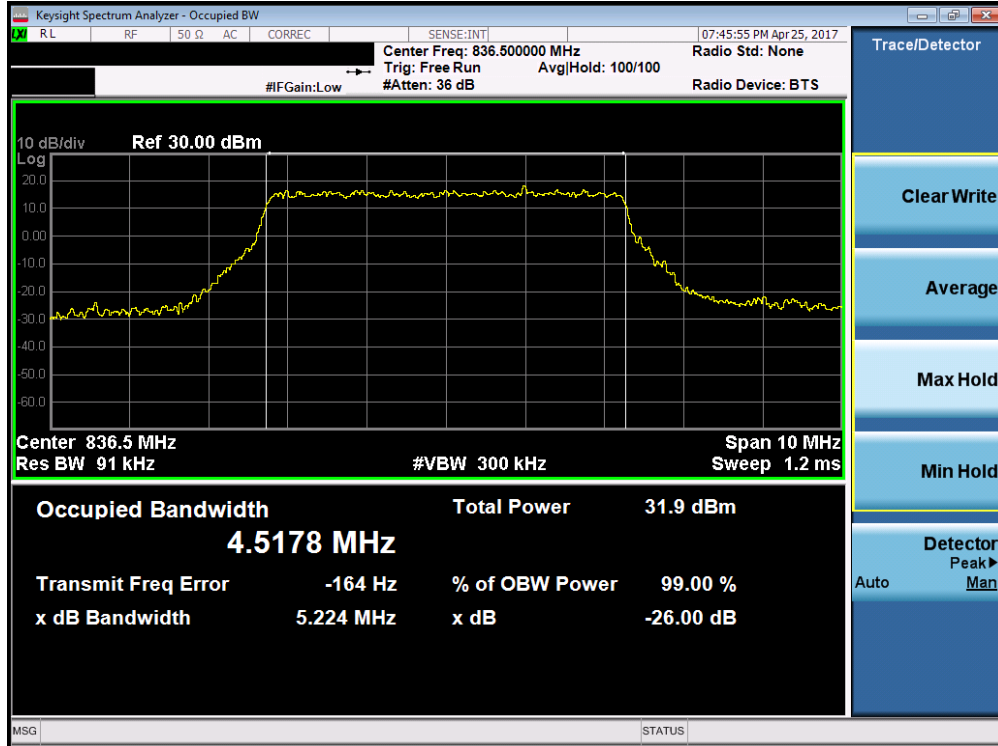 Keysight Spectrum Analyzer - Occupied BW
LXI RL RF 50 Ω AC CORREC SENSE:INT 07:45:55 PM Apr 25, 2017
Center Freq: 836.500000 MHz Radio Std: None
Trig: Free Run Avg|Hold: 100/100
#IFGain:Low #Atten: 36 dB Radio Device: BTS
10 dB/div Ref 30.00 dBm
Log
20.0
10.0
0.00
-10.0
-20.0
-30.0
-40.0
-50.0
-60.0
Center 836.5 MHz Span 10 MHz
Res BW 91 kHz #VBW 300 kHz Sweep 1.2 ms
Occupied Bandwidth Total Power 31.9 dBm
4.5178 MHz
Transmit Freq Error -164 Hz % of OBW Power 99.00 %
x dB Bandwidth 5.224 MHz x dB -26.00 dB
Trace/Detector
Clear Write
Average
Max Hold
Min Hold
Detector
Peak▶
Auto Man
MSG STATUS